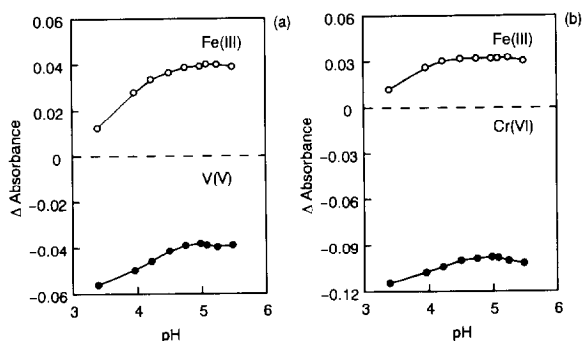 (a)
0.06
0.04
0.02
0
−0.02
−0.04
−0.06
Δ Absorbance
Fe(III)
V(V)
3
4
5
6
pH
(b)
0.06
0.03
0
−0.03
−0.06
−0.09
−0.12
Δ Absorbance
Fe(III)
Cr(VI)
3
4
5
6
pH